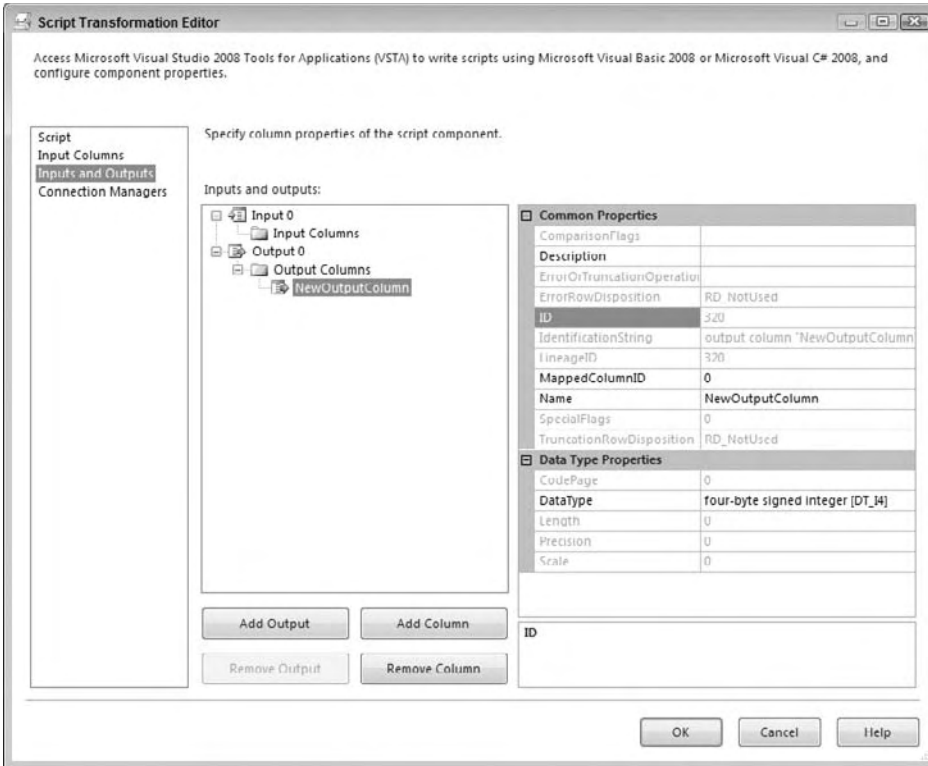 Script Transformation Editor
Access Microsoft Visual Studio 2008 Tools for Applications (VSTA) to write scripts using Microsoft Visual Basic 2008 or Microsoft Visual C# 2008, and
configure component properties.
Script
Input Columns
Inputs and Outputs
Connection Managers
Specify column properties of the script component.
Inputs and outputs:
Input 0
Input Columns
Output 0
Output Columns
NewOutputColumn
Common Properties
ComparisonFlags
Description
ErrorOrTruncationOperation
ErrorRowDisposition RD_NotUsed
ID 320
IdentificationString output column "NewOutputColumn
LineageID 320
MappedColumnID 0
Name NewOutputColumn
SpecialFlags 0
TruncationRowDisposition RD_NotUsed
Data Type Properties
CodePage 0
DataType four-byte signed integer [DT_I4]
Length 0
Precision 0
Scale 0
Add Output
Add Column
Remove Output
Remove Column
ID
OK
Cancel
Help